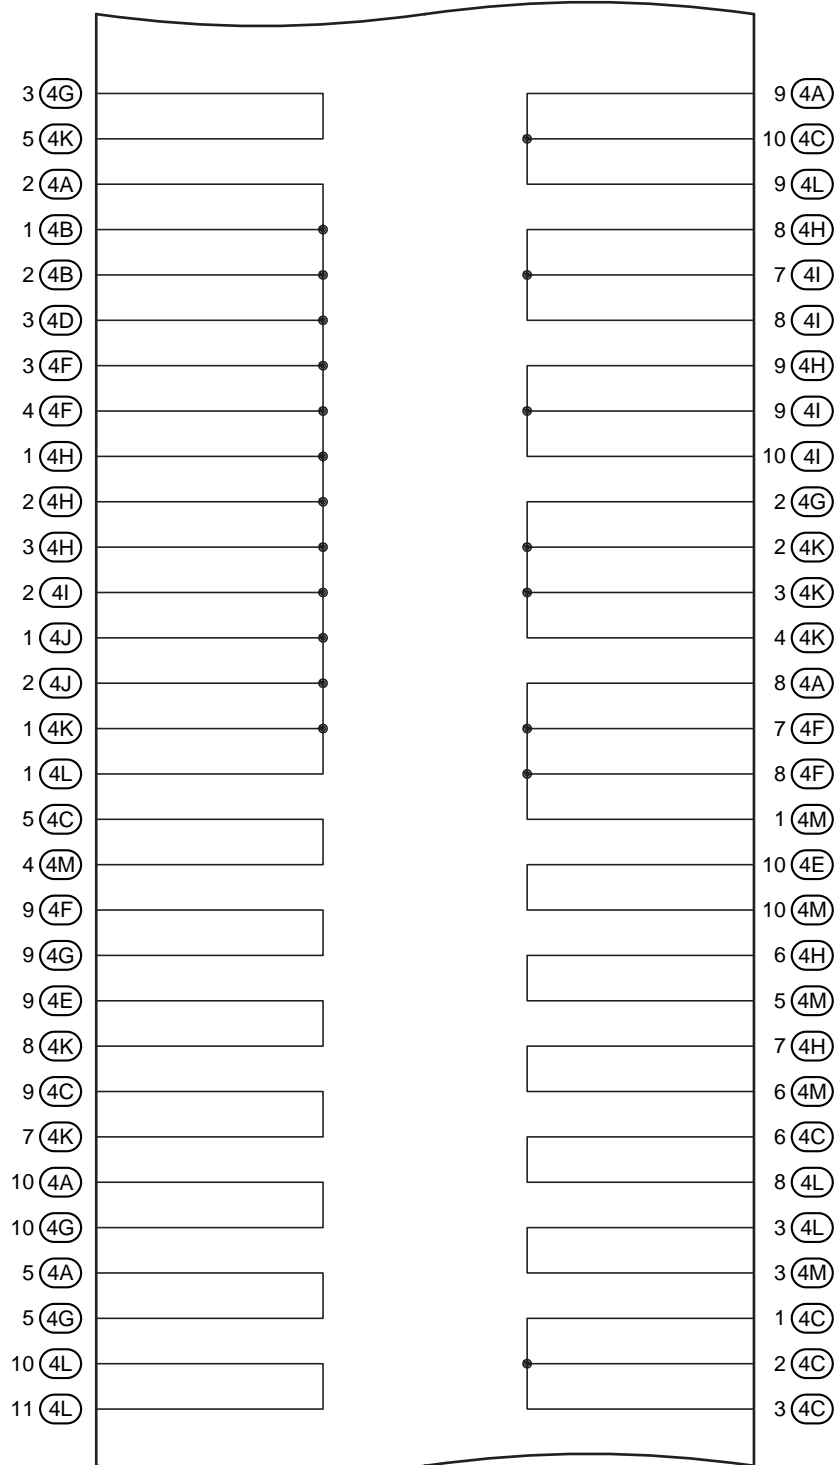 3 4G 9 4A
5 4K 10 4C
2 4A 9 4L
1 4B 8 4H
2 4B 7 4I
3 4D 8 4I
3 4F 9 4H
4 4F 9 4I
1 4H 10 4I
2 4H 2 4G
3 4H 2 4K
2 4I 3 4K
1 4J 4 4K
2 4J 8 4A
1 4K 7 4F
1 4L 8 4F
5 4C 1 4M
4 4M 10 4E
9 4F 10 4M
9 4G 6 4H
9 4E 5 4M
8 4K 7 4H
9 4C 6 4M
7 4K 6 4C
10 4A 8 4L
10 4G 3 4L
5 4A 3 4M
5 4G 1 4C
10 4L 2 4C
11 4L 3 4C